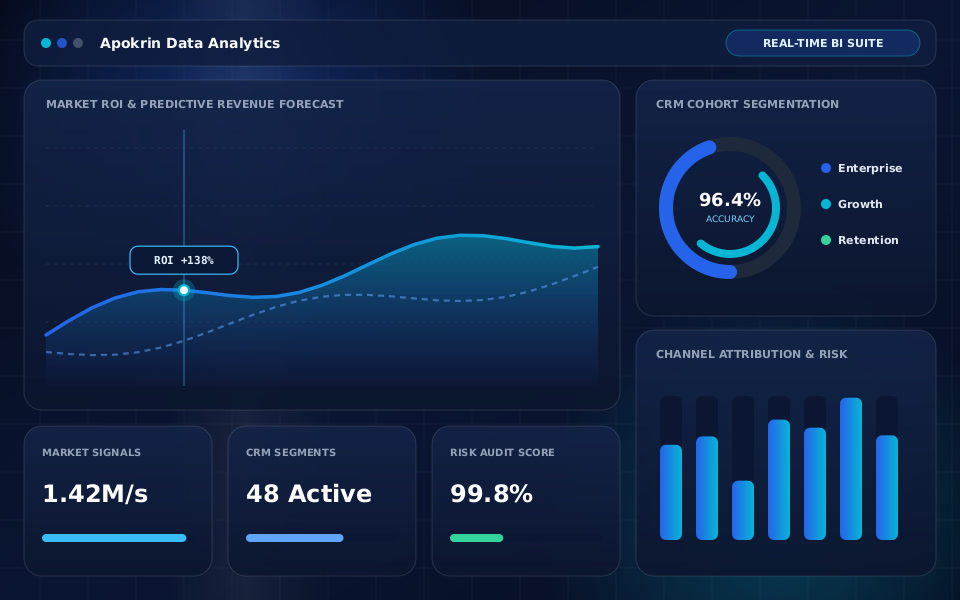 Apokrin Data Analytics
REAL-TIME BI SUITE
MARKET ROI & PREDICTIVE REVENUE FORECAST
ROI +138%
CRM COHORT SEGMENTATION
96.4%
ACCURACY
Enterprise
Growth
Retention
CHANNEL ATTRIBUTION & RISK
MARKET SIGNALS
1.42M/s
CRM SEGMENTS
48 Active
RISK AUDIT SCORE
99.8%